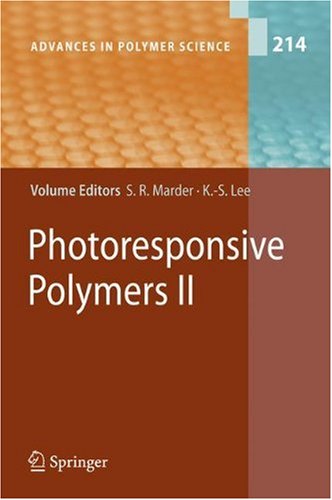 ADVANCES IN POLYMER SCIENCE 214
Volume Editors S. R. Marder · K.-S. Lee
Photoresponsive
Polymers II
Springer